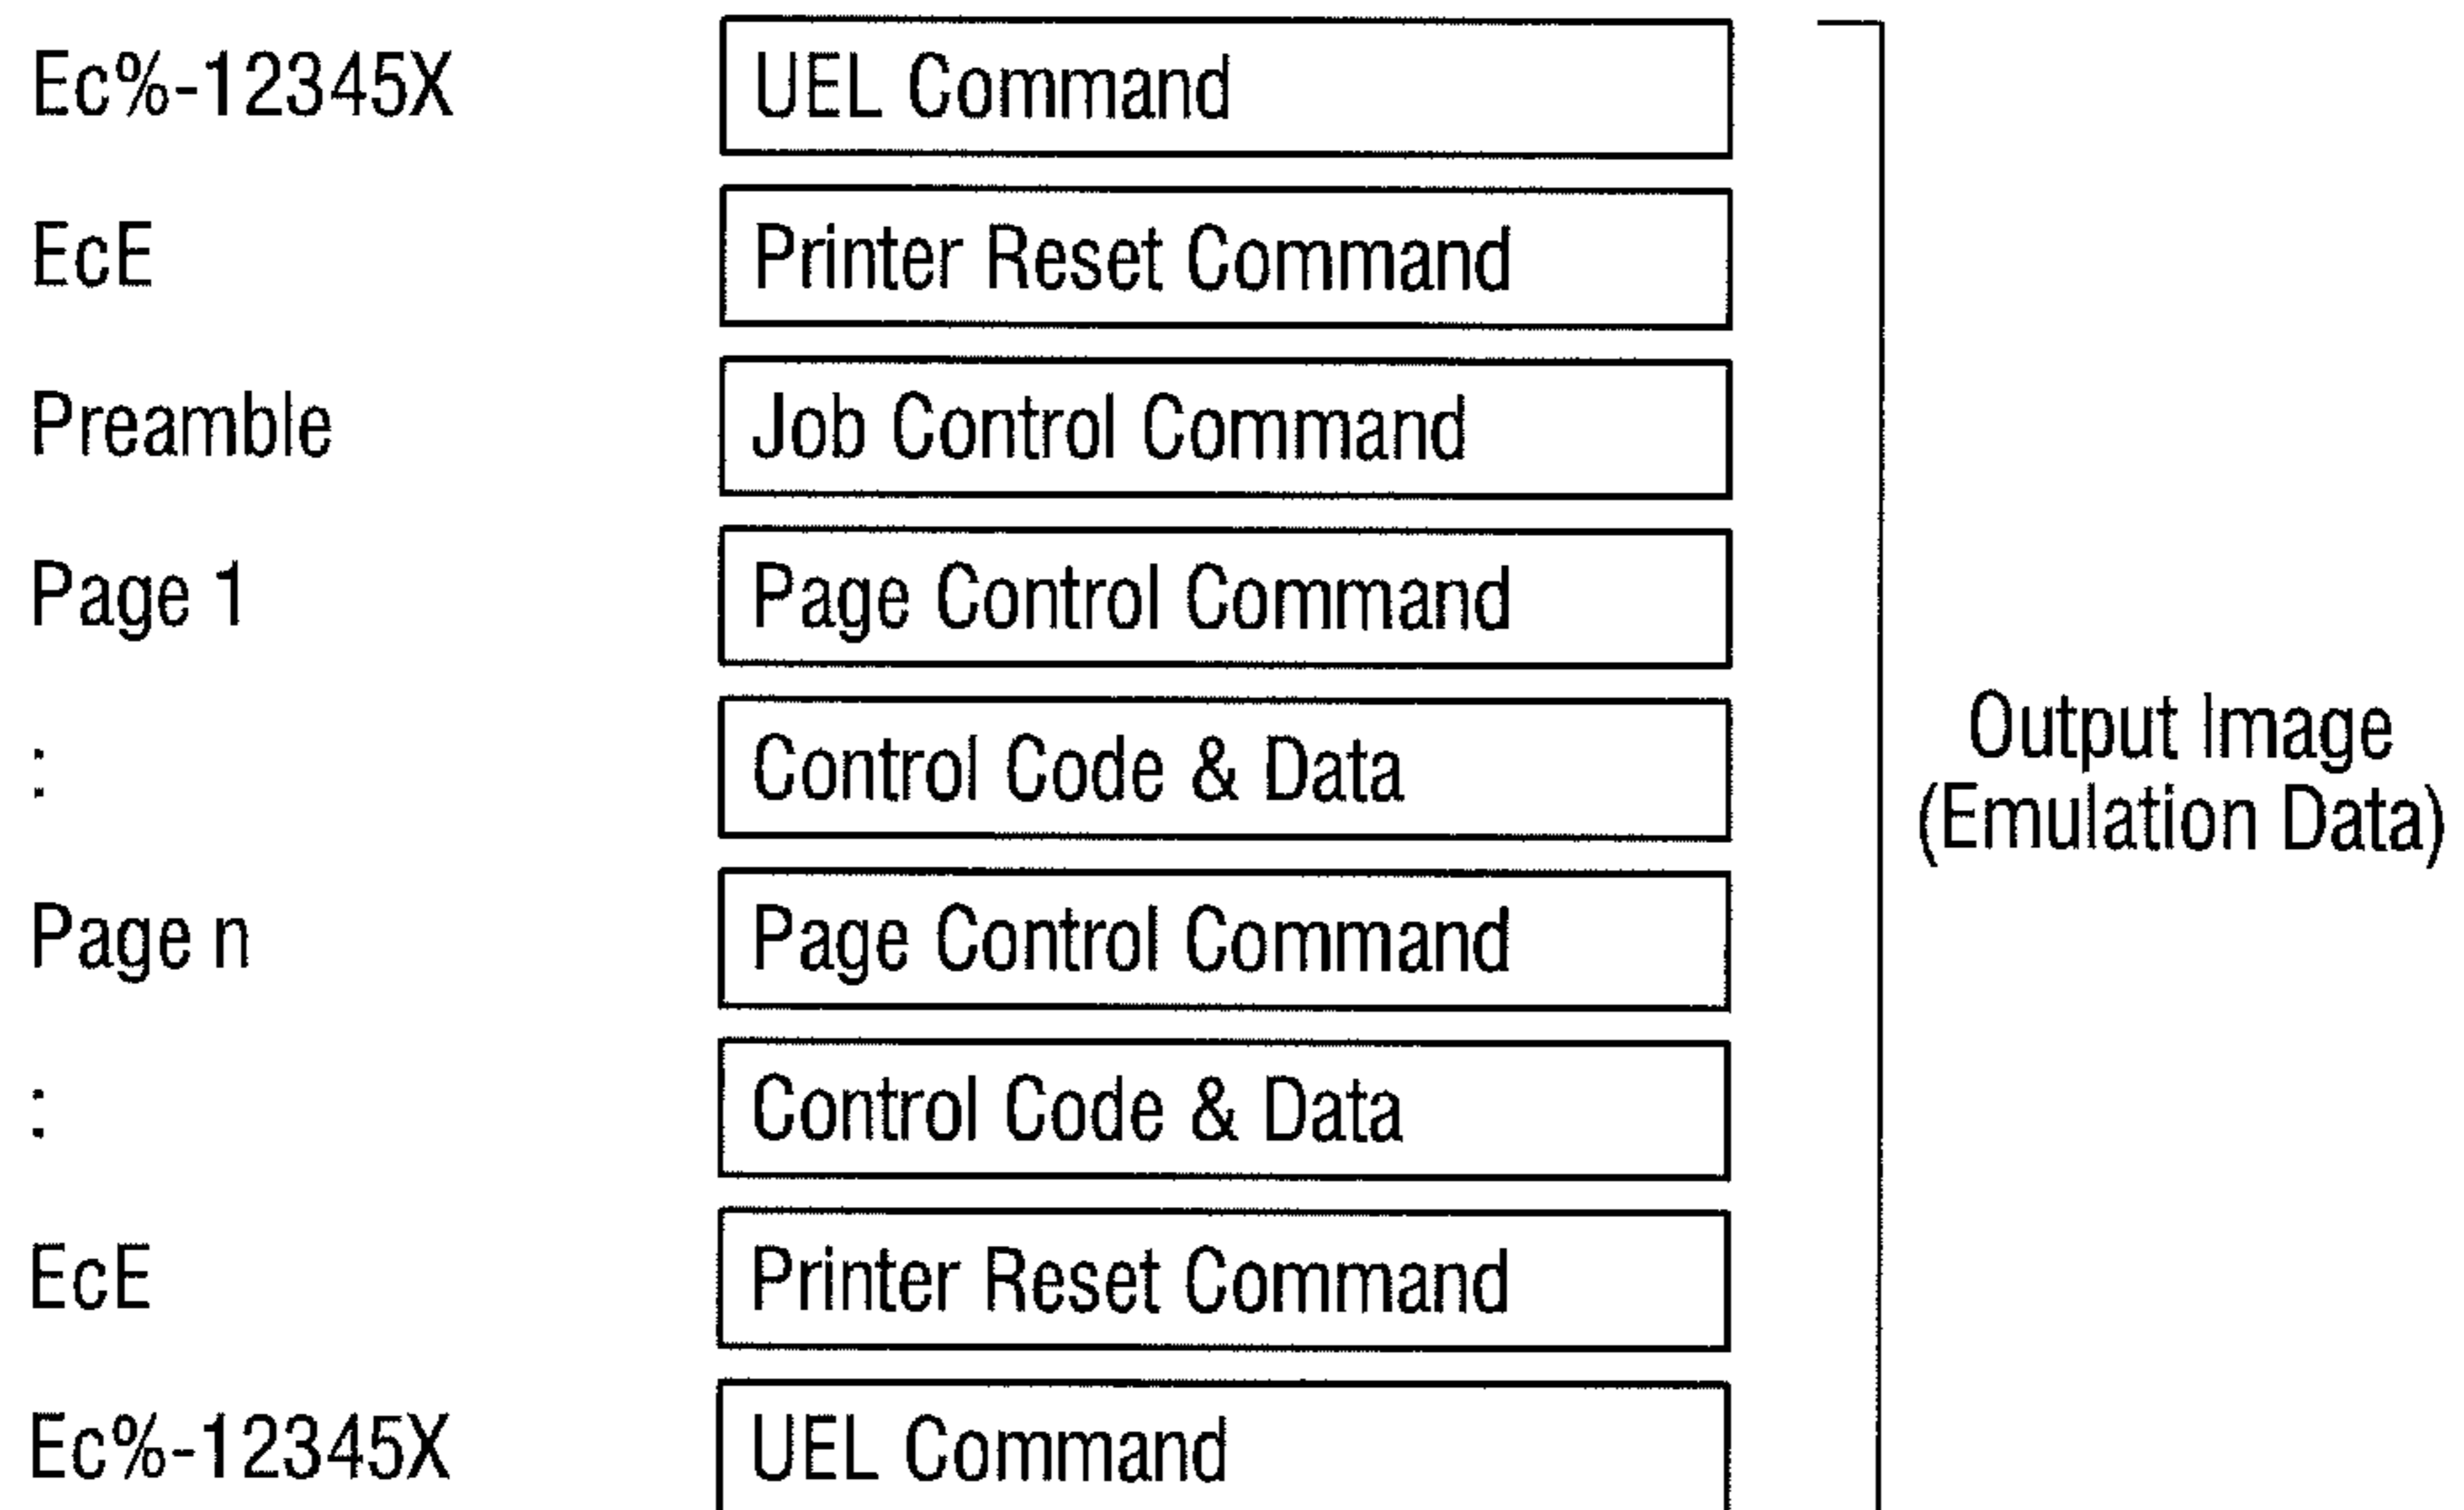 Ec%-12345X UEL Command
EcE Printer Reset Command
Preamble Job Control Command
Page 1 Page Control Command
: Control Code & Data
Page n Page Control Command
: Control Code & Data
EcE Printer Reset Command
Ec%-12345X UEL Command
Output Image
(Emulation Data)